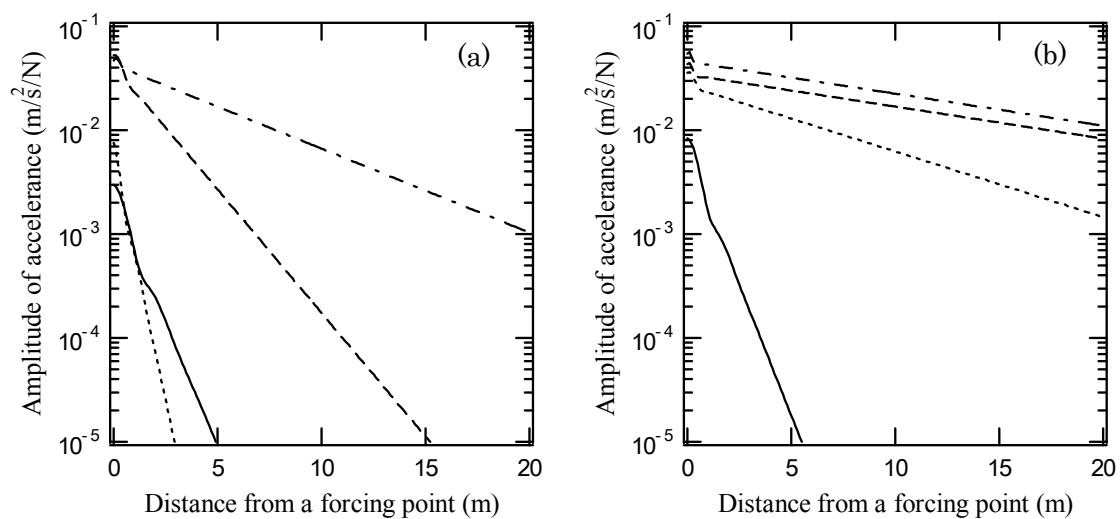 10^-1
10^-2
10^-3
10^-4
10^-5
Amplitude of accelerance (m/s^2/N)
(a)
0 5 10 15 20
Distance from a forcing point (m)
10^-1
10^-2
10^-3
10^-4
10^-5
Amplitude of accelerance (m/s^2/N)
(b)
0 5 10 15 20
Distance from a forcing point (m)